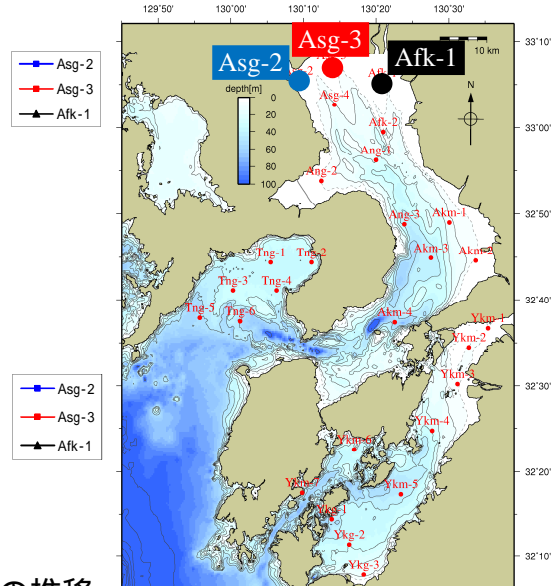 129°50' 130°00' 130°10' 130°20' 130°30'
Asg-2
Asg-3
Afk-1
Asg-3
Asg-2
Afk-1
10 km
33°10'
depth[m]
0
20
40
60
80
100
N
Asg-4
Afk-2
33°00'
Ang-1
Ang-2
Ang-3
Akm-1
32°50'
Tng-1
Tng-2
Akm-3
Tng-3
Tng-4
32°40'
Tng-5
Tng-6
Akm-4
Ykm-1
Ykm-2
Asg-2
Asg-3
Afk-1
Ykm-3
32°30'
Ykm-4
Ykm-6
32°20'
Ykm-7
Ykm-5
Ykg-1
Ykg-2
32°10'
Ykg-3
の推移